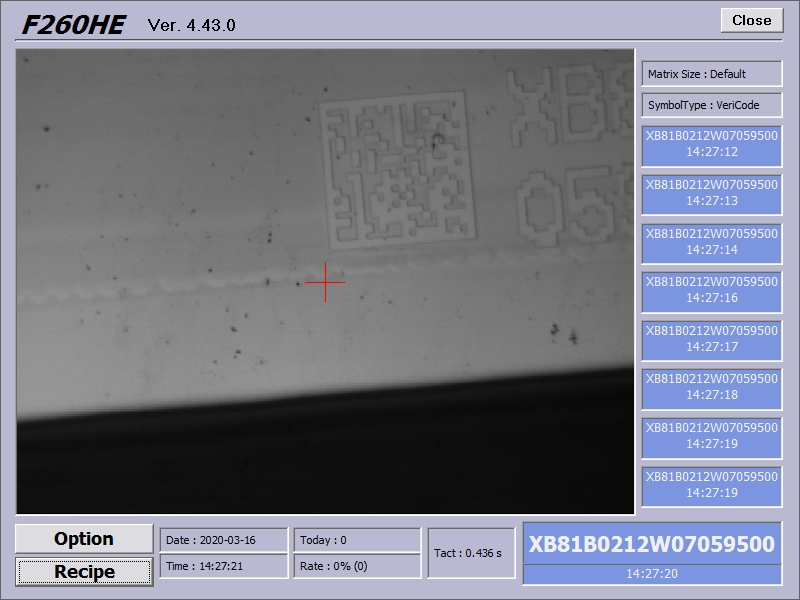 F260HE Ver. 4.43.0
Close
Matrix Size : Default
SymbolType : VeriCode
XB81B0212W07059500
14:27:12
XB81B0212W07059500
14:27:13
XB81B0212W07059500
14:27:14
XB81B0212W07059500
14:27:16
XB81B0212W07059500
14:27:17
XB81B0212W07059500
14:27:18
XB81B0212W07059500
14:27:19
XB81B0212W07059500
14:27:19
XB
05
Option
Recipe
Date : 2020-03-16
Time : 14:27:21
Today : 0
Rate : 0% (0)
Tact : 0.436 s
XB81B0212W07059500
14:27:20